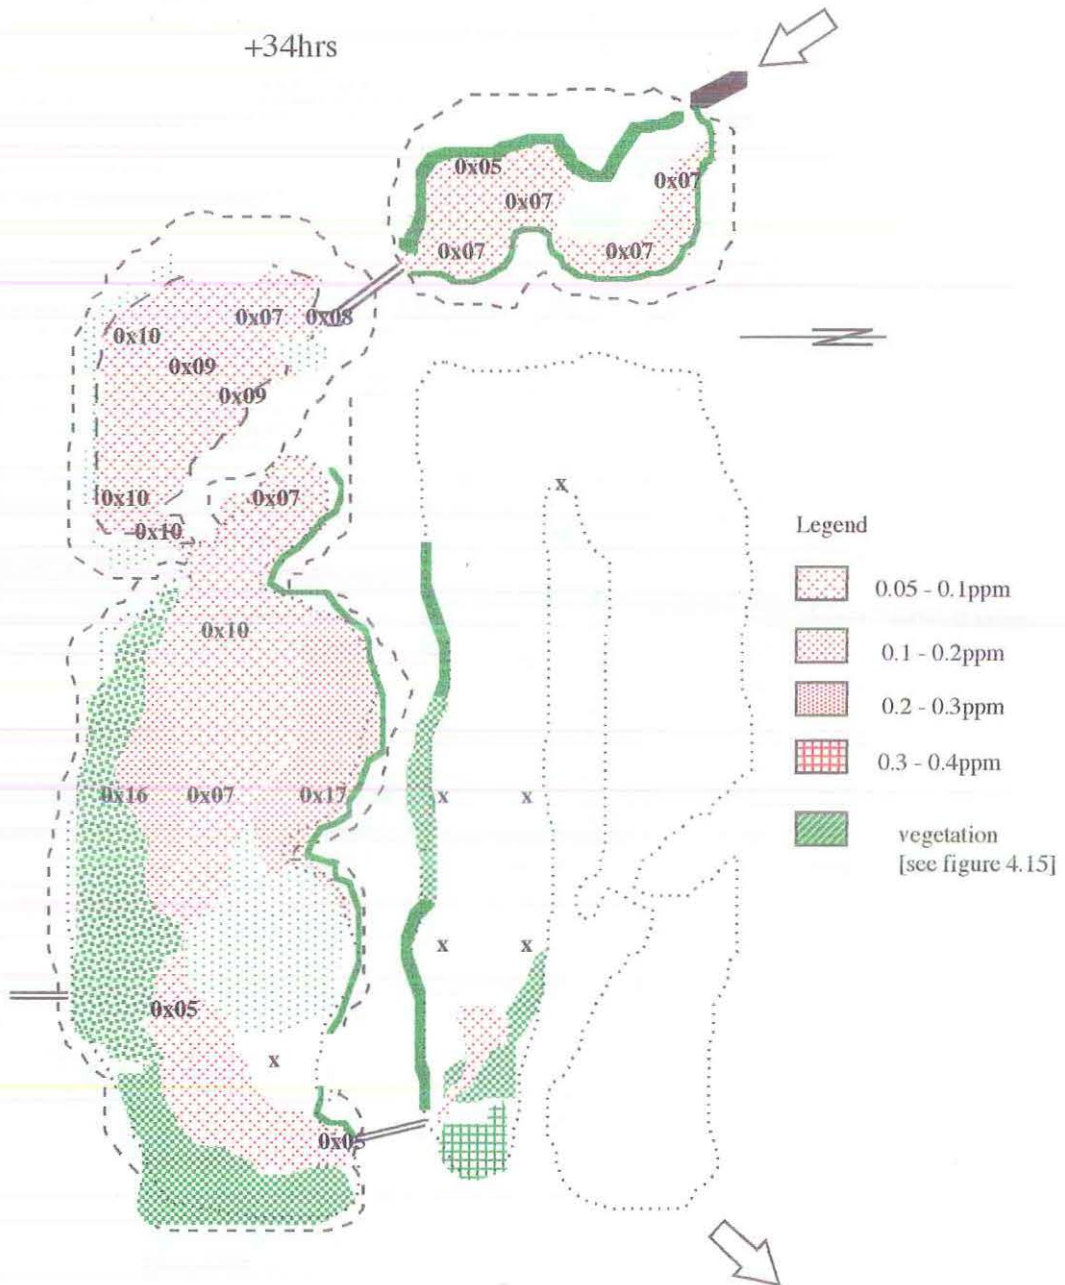 +34hrs
0x05
0x07
0x07
0x07
0x07
0x07
0x08
0x10
0x09
0x09
x
0x10
0x07
0x10
Legend
0.05 - 0.1ppm
0x10
0.1 - 0.2ppm
0.2 - 0.3ppm
0.3 - 0.4ppm
0x16
0x07
0x17
x
x
vegetation
[see figure 4.15]
x
x
0x05
x
0x05